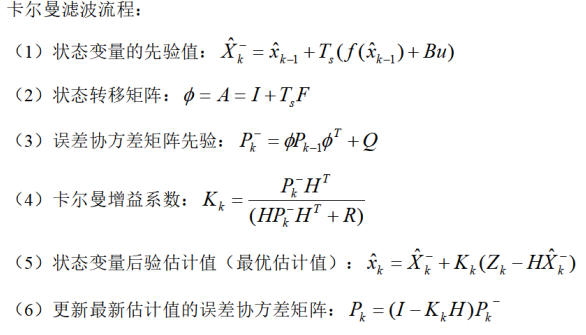 卡尔曼滤波流程：
（1）状态变量的先验值：$\hat{X}_k^- = \hat{x}_{k-1} + T_s(f(\hat{x}_{k-1}) + Bu)$
（2）状态转移矩阵：$\phi = A = I + T_s F$
（3）误差协方差矩阵先验：$P_k^- = \phi P_{k-1} \phi^T + Q$
（4）卡尔曼增益系数：$K_k = \frac{P_k^- H^T}{(HP_k^- H^T + R)}$
（5）状态变量后验估计值（最优估计值）：$\hat{x}_k = \hat{X}_k^- + K_k(Z_k - H\hat{X}_k^-)$
（6）更新最新估计值的误差协方差矩阵：$P_k = (I - K_k H)P_k^-$